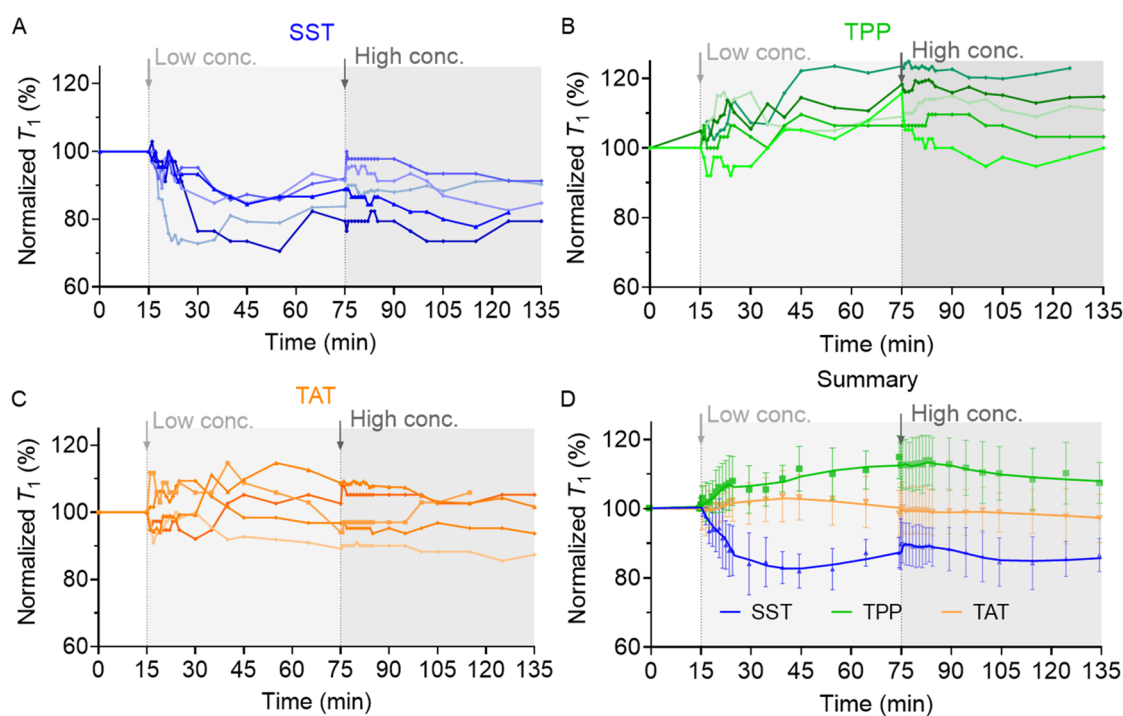 A
SST
Low conc.
High conc.
Normalized T1 (%)
120
100
80
60
0 15 30 45 60 75 90 105 120 135
Time (min)
B
TPP
Low conc.
High conc.
Normalized T1 (%)
120
100
80
60
0 15 30 45 60 75 90 105 120 135
Time (min)
C
TAT
Low conc.
High conc.
Normalized T1 (%)
120
100
80
60
0 15 30 45 60 75 90 105 120 135
Time (min)
D
Summary
Low conc.
High conc.
Normalized T1 (%)
120
100
80
60
SST TPP TAT
0 15 30 45 60 75 90 105 120 135
Time (min)